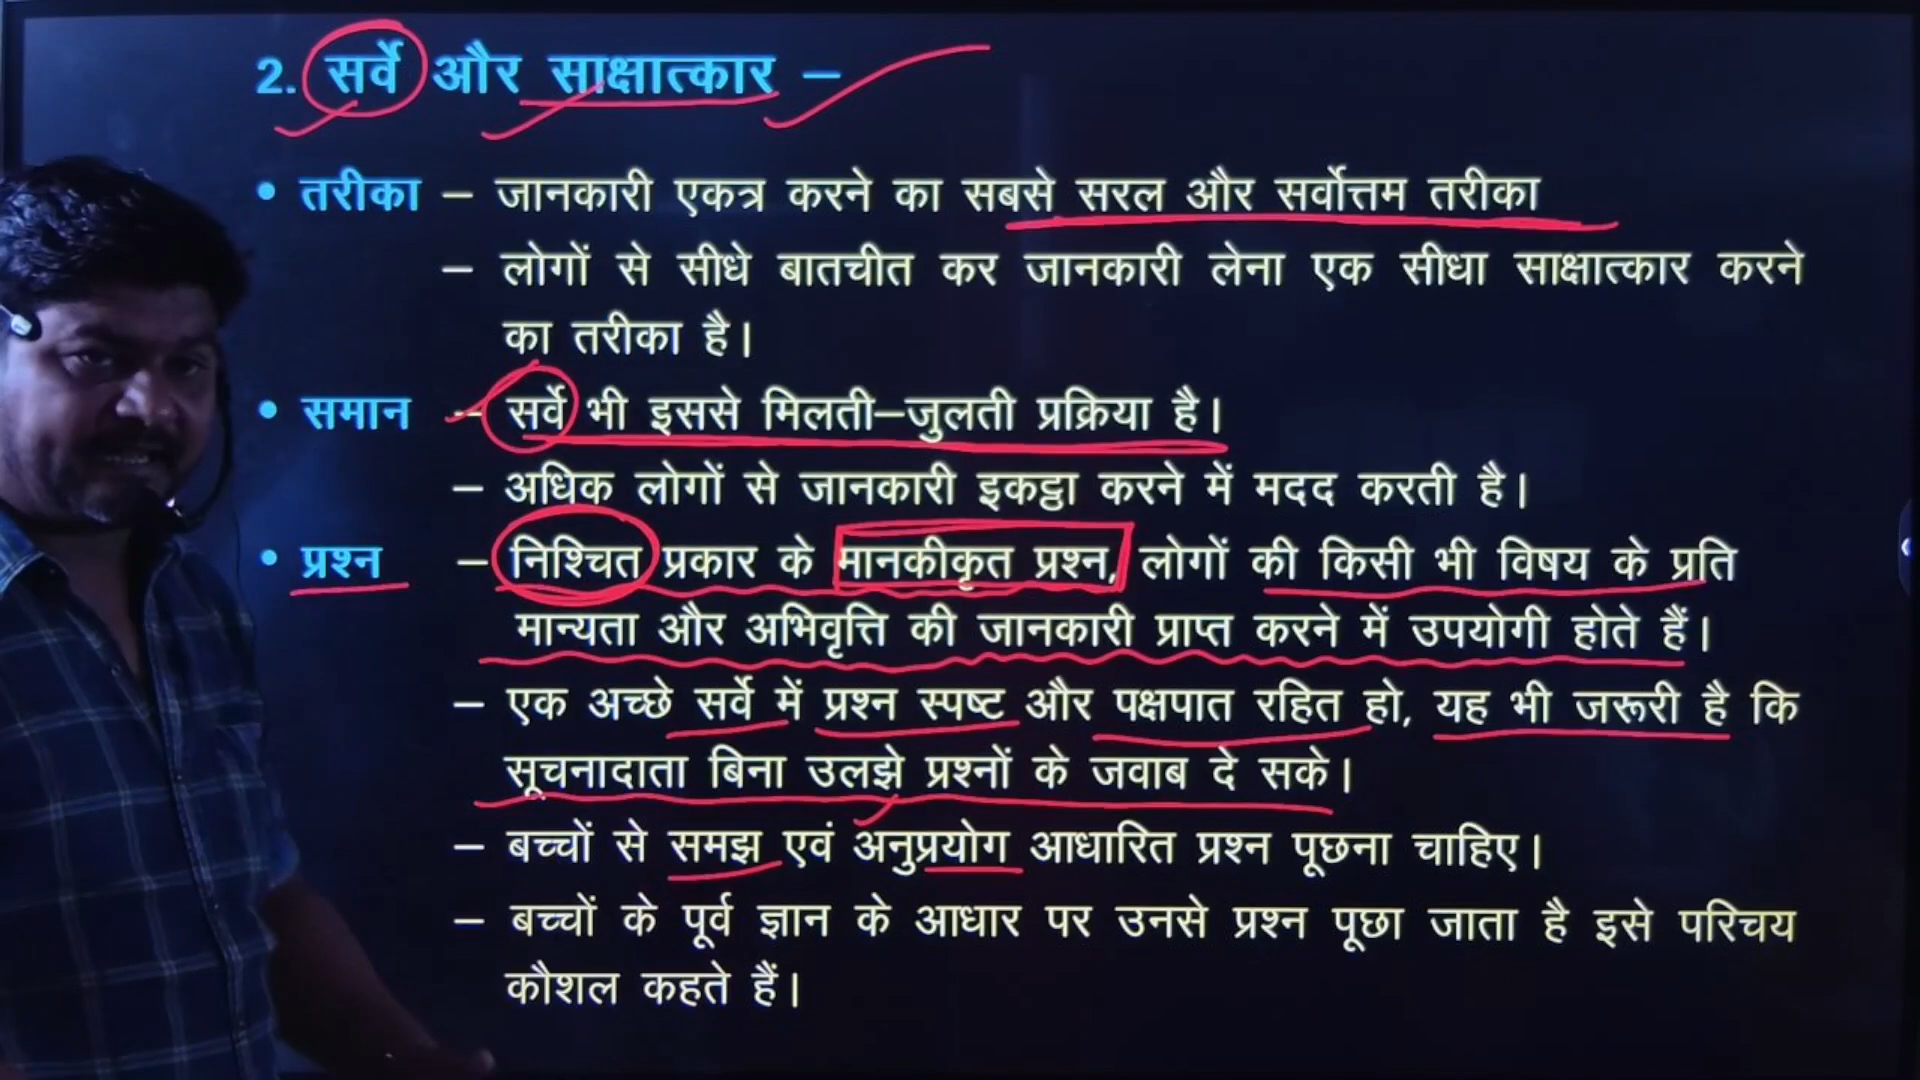 2. सर्वे और साक्षात्कार –
• तरीका – जानकारी एकत्र करने का सबसे सरल और सर्वोत्तम तरीका
– लोगों से सीधे बातचीत कर जानकारी लेना एक सीधा साक्षात्कार करने
का तरीका है।
• समान – सर्वे भी इससे मिलती–जुलती प्रक्रिया है।
– अधिक लोगों से जानकारी इकट्ठा करने में मदद करती है।
• प्रश्न – निश्चित प्रकार के मानकीकृत प्रश्न, लोगों की किसी भी विषय के प्रति
मान्यता और अभिवृत्ति की जानकारी प्राप्त करने में उपयोगी होते हैं।
– एक अच्छे सर्वे में प्रश्न स्पष्ट और पक्षपात रहित हो, यह भी जरूरी है कि
सूचनादाता बिना उलझे प्रश्नों के जवाब दे सके।
– बच्चों से समझ एवं अनुप्रयोग आधारित प्रश्न पूछना चाहिए।
– बच्चों के पूर्व ज्ञान के आधार पर उनसे प्रश्न पूछा जाता है इसे परिचय
कौशल कहते हैं।